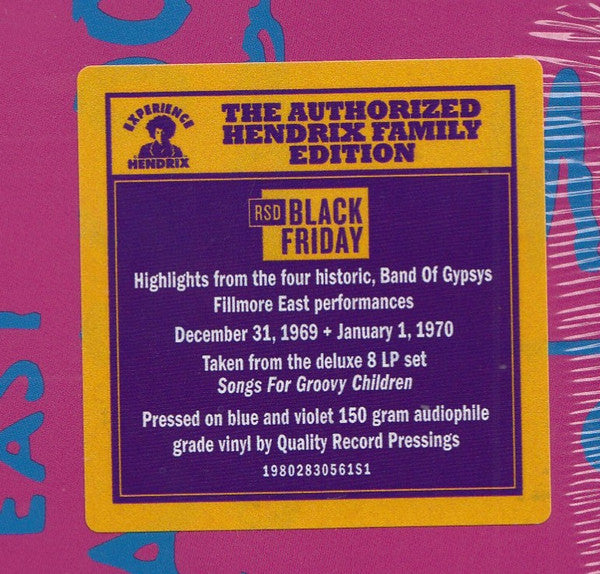 EXPERIENCE
HENDRIX
THE AUTHORIZED
HENDRIX FAMILY
EDITION
RSD BLACK
FRIDAY
Highlights from the four historic, Band Of Gypsys
Fillmore East performances
December 31, 1969 + January 1, 1970
Taken from the deluxe 8 LP set
Songs For Groovy Children
Pressed on blue and violet 150 gram audiophile
grade vinyl by Quality Record Pressings
19802830561S1
EAST